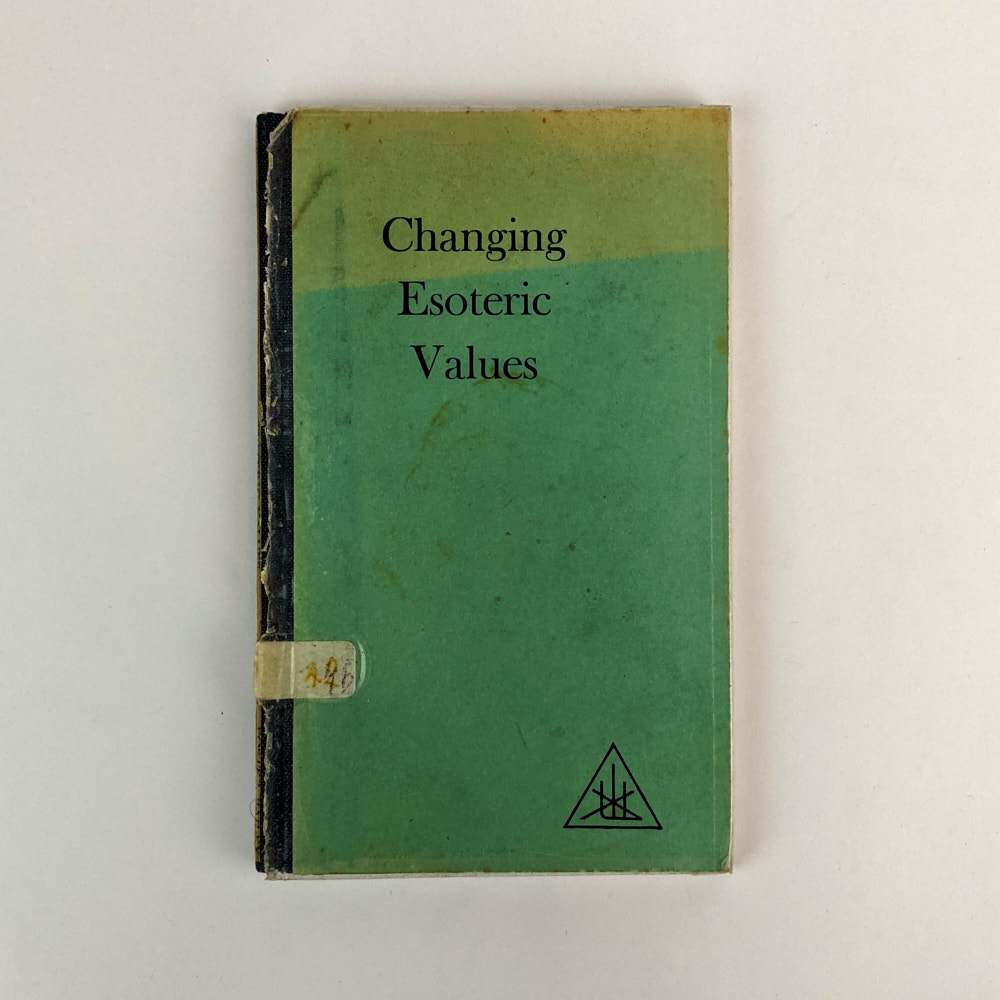 Changing
Esoteric
Values